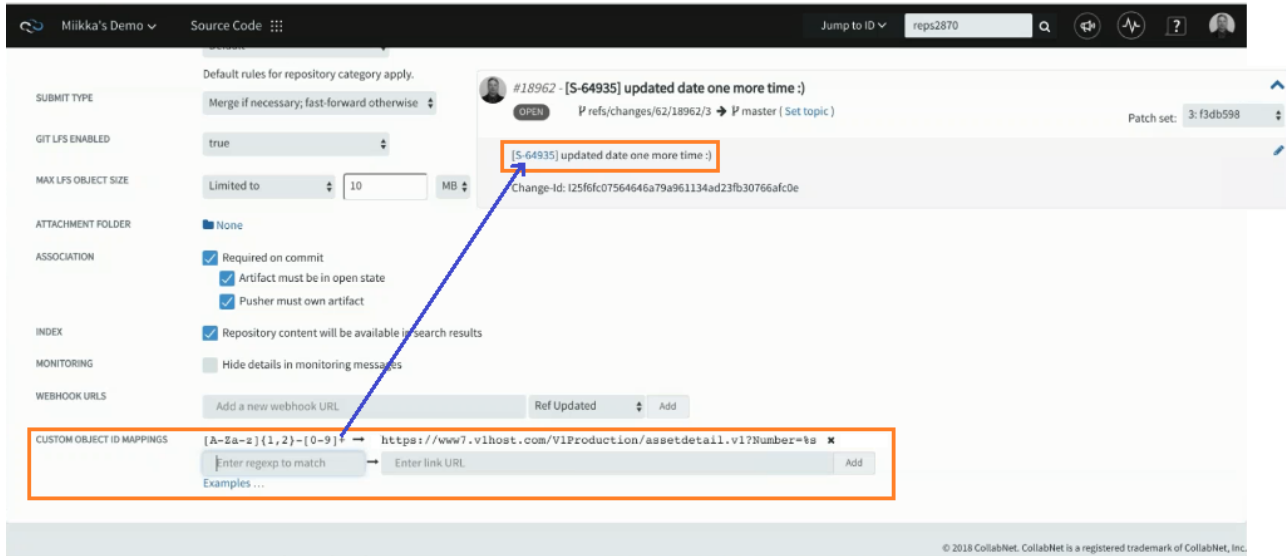 Miikka's Demo Source Code Jump to ID reps2870 ?
Default
Default rules for repository category apply.
SUBMIT TYPE Merge if necessary; fast-forward otherwise
GIT LFS ENABLED true
MAX LFS OBJECT SIZE Limited to 10 MB
ATTACHMENT FOLDER None
ASSOCIATION Required on commit
Artifact must be in open state
Pusher must own artifact
INDEX Repository content will be available in search results
MONITORING Hide details in monitoring messages
WEBHOOK URLS Add a new webhook URL Ref Updated Add
CUSTOM OBJECT ID MAPPINGS [A-Za-z]{1,2}-[0-9]+ → https://www7.v1host.com/V1Production/assetdetail.v1?Number=%s ✖
Enter regexp to match → Enter link URL Add
Examples ...
#18962 - [S-64935] updated date one more time :)
OPEN refs/changes/62/18962/3 → master ( Set topic )
Patch set: 3: f3db598
[S-64935] updated date one more time :)
Change-Id: I25f6fc07564646a79a961134ad23fb30766afc0e
© 2018 CollabNet. CollabNet is a registered trademark of CollabNet, Inc.